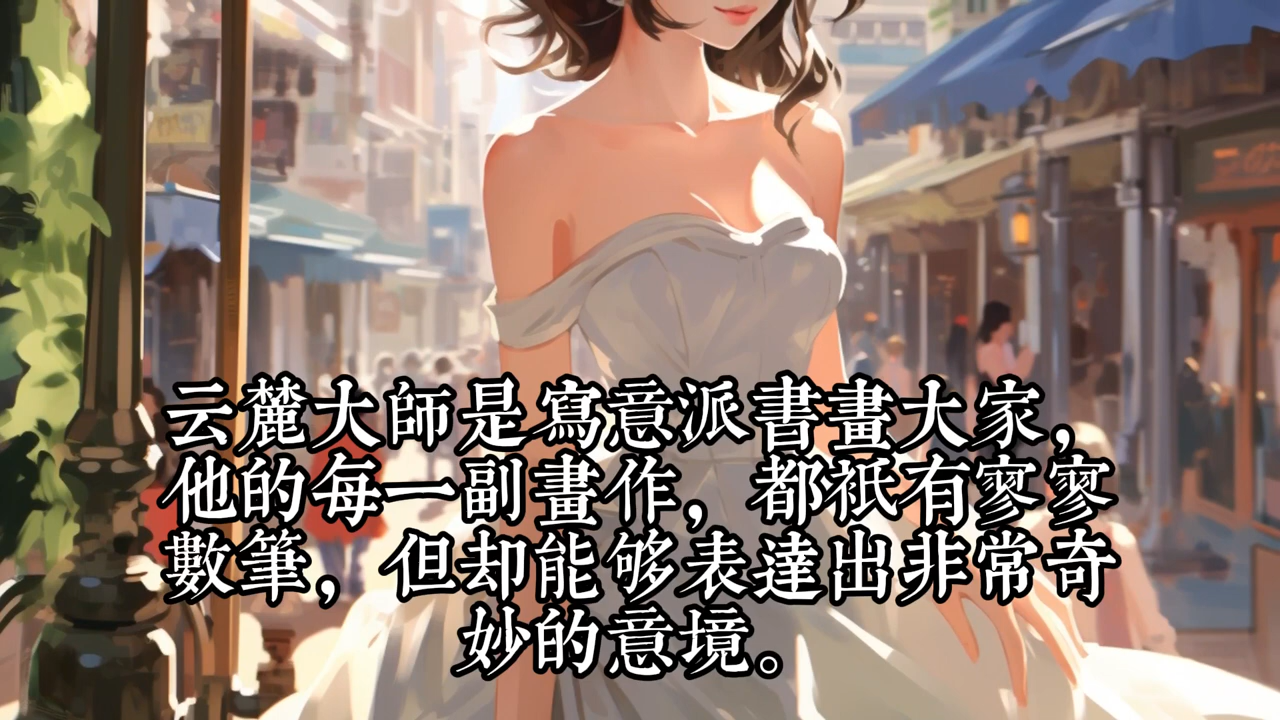 云麓大師是寫意派書畫大家，
他的每一副畫作，都衹有寥寥
數筆，但却能够表達出非常奇
妙的意境。